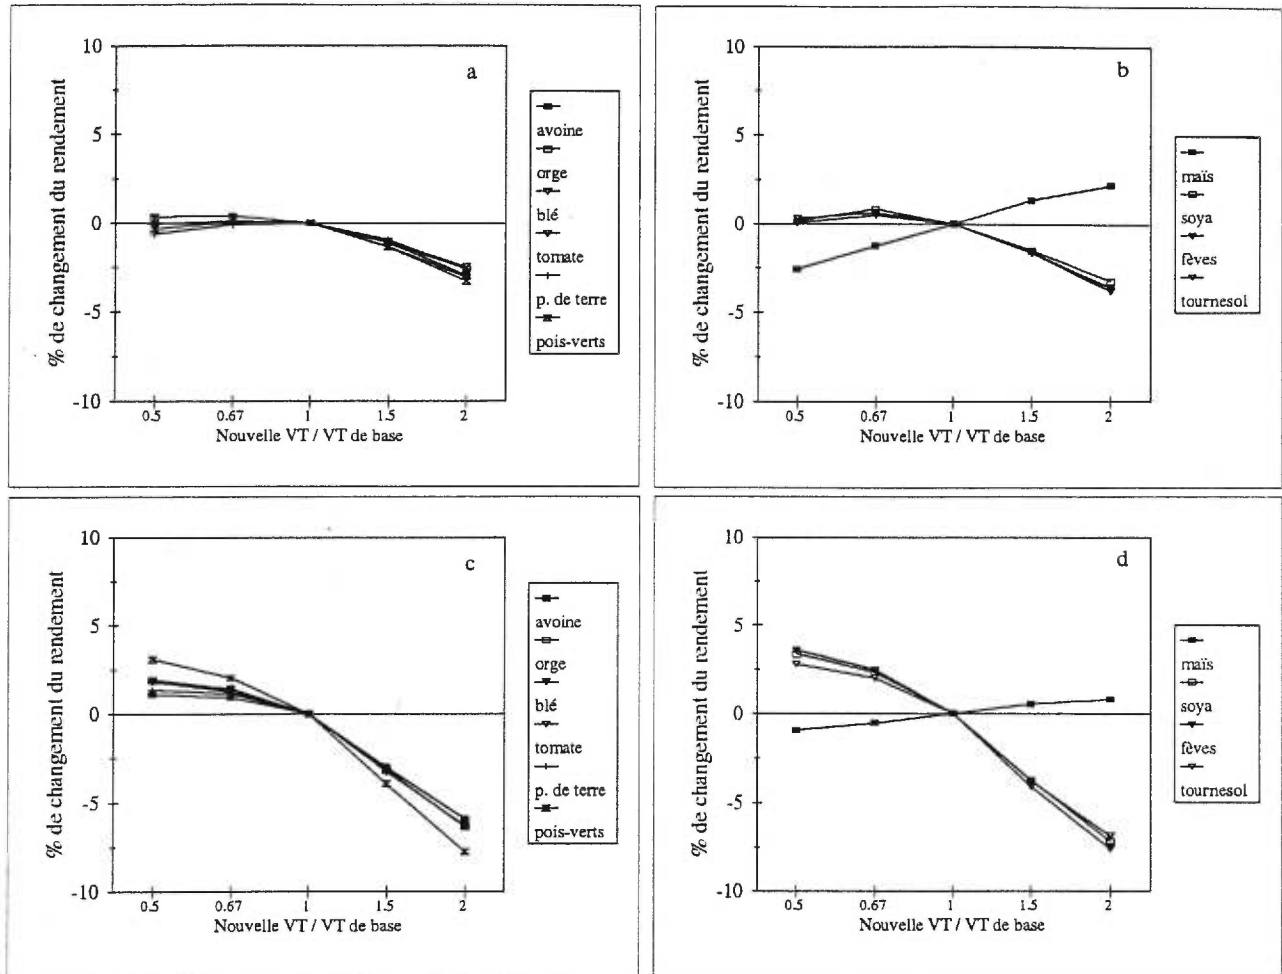 a
% de changement du rendement
10
5
0
-5
-10
0.5 0.67 1 1.5 2
Nouvelle VT / VT de base
avoine
orge
blé
tomate
p. de terre
pois-verts
b
% de changement du rendement
10
5
0
-5
-10
0.5 0.67 1 1.5 2
Nouvelle VT / VT de base
maïs
soya
fèves
tournesol
c
% de changement du rendement
10
5
0
-5
-10
0.5 0.67 1 1.5 2
Nouvelle VT / VT de base
avoine
orge
blé
tomate
p. de terre
pois-verts
d
% de changement du rendement
10
5
0
-5
-10
0.5 0.67 1 1.5 2
Nouvelle VT / VT de base
maïs
soya
fèves
tournesol